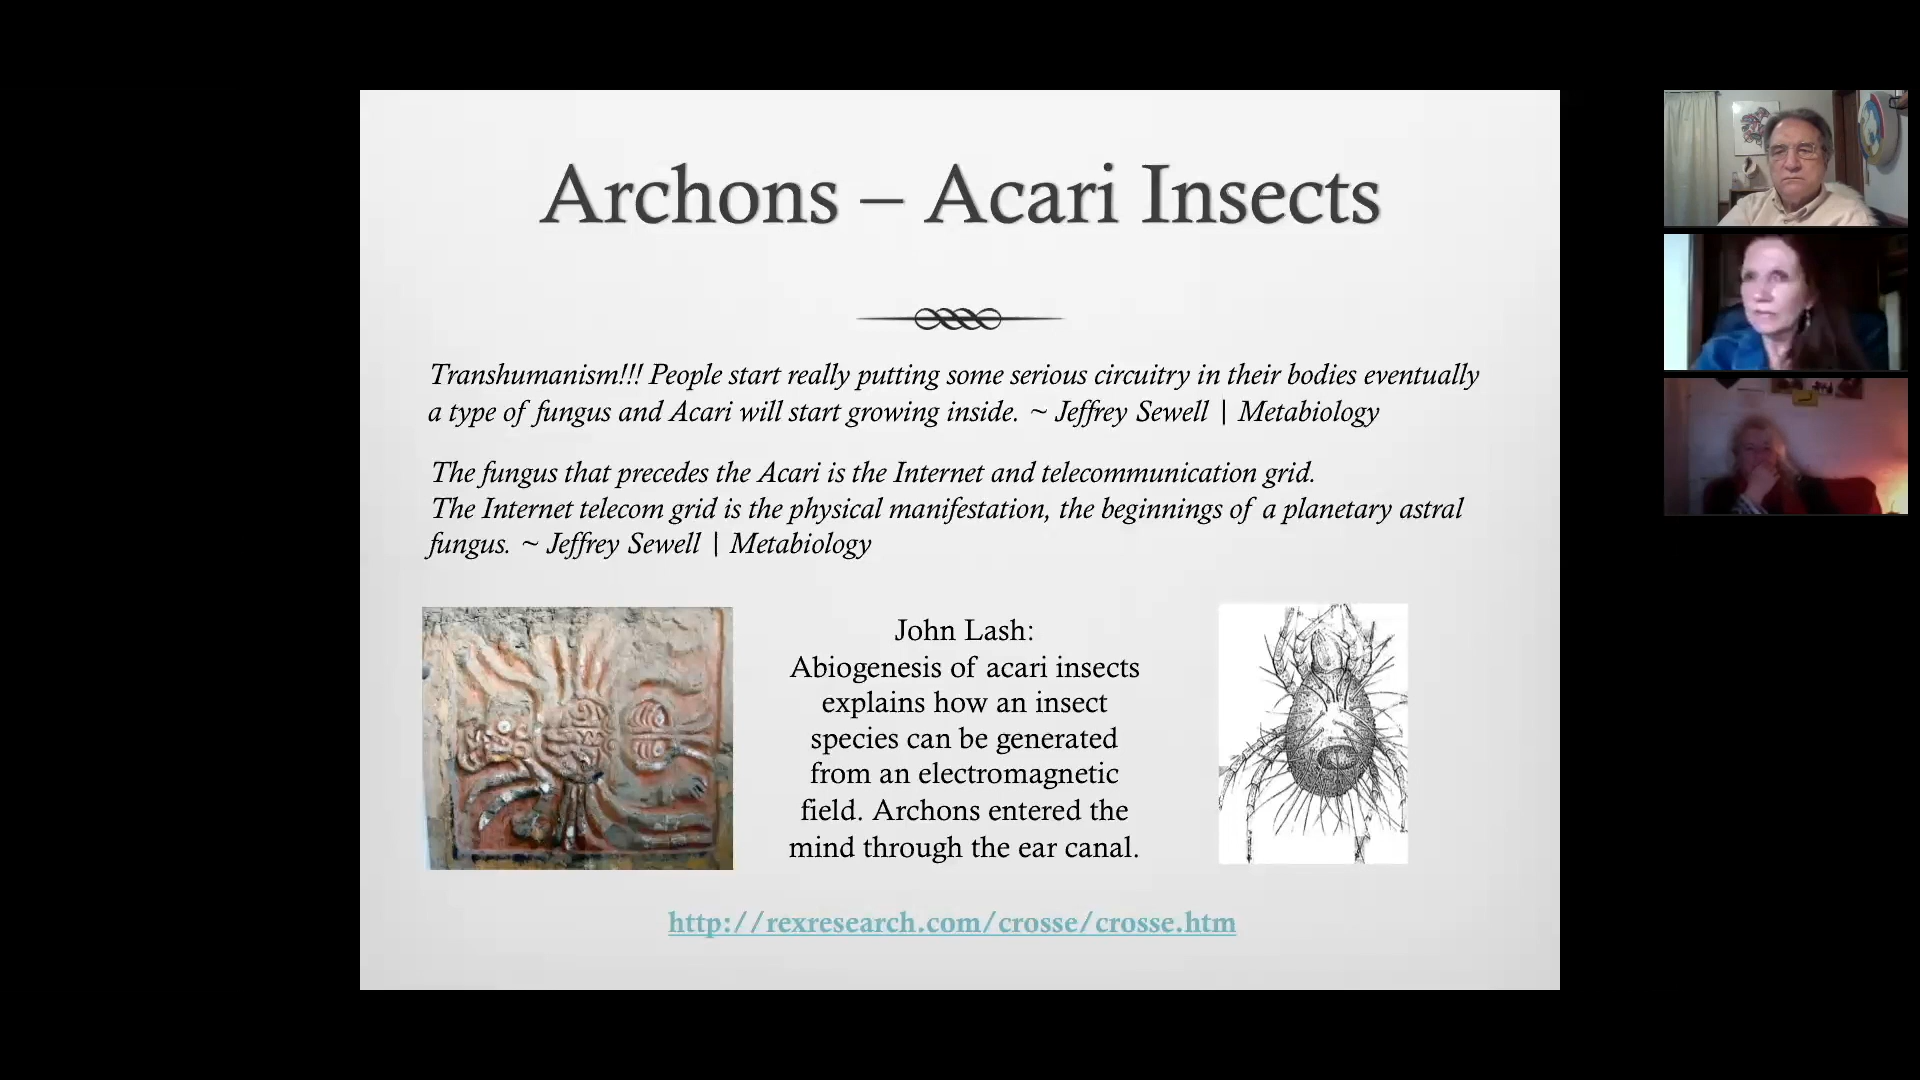 Archons – Acari Insects
Transhumanism!!! People start really putting some serious circuitry in their bodies eventually
a type of fungus and Acari will start growing inside. ~ Jeffrey Sewell | Metabiology
The fungus that precedes the Acari is the Internet and telecommunication grid.
The Internet telecom grid is the physical manifestation, the beginnings of a planetary astral
fungus. ~ Jeffrey Sewell | Metabiology
John Lash:
Abiogenesis of acari insects
explains how an insect
species can be generated
from an electromagnetic
field. Archons entered the
mind through the ear canal.
http://rexresearch.com/crosse/crosse.htm